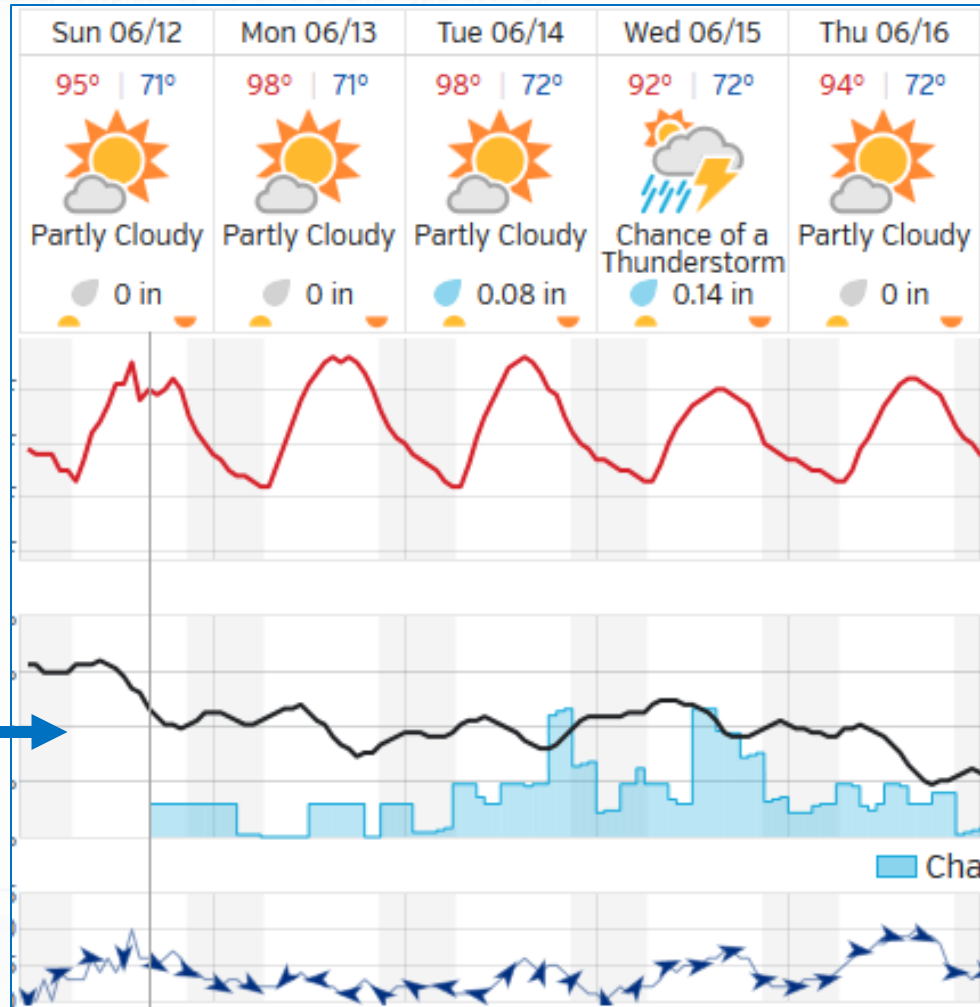 Sun 06/12 Mon 06/13 Tue 06/14 Wed 06/15 Thu 06/16
95° | 71° 98° | 71° 98° | 72° 92° | 72° 94° | 72°
Partly Cloudy Partly Cloudy Partly Cloudy Chance of a Thunderstorm Partly Cloudy
0 in 0 in 0.08 in 0.14 in 0 in
Cha